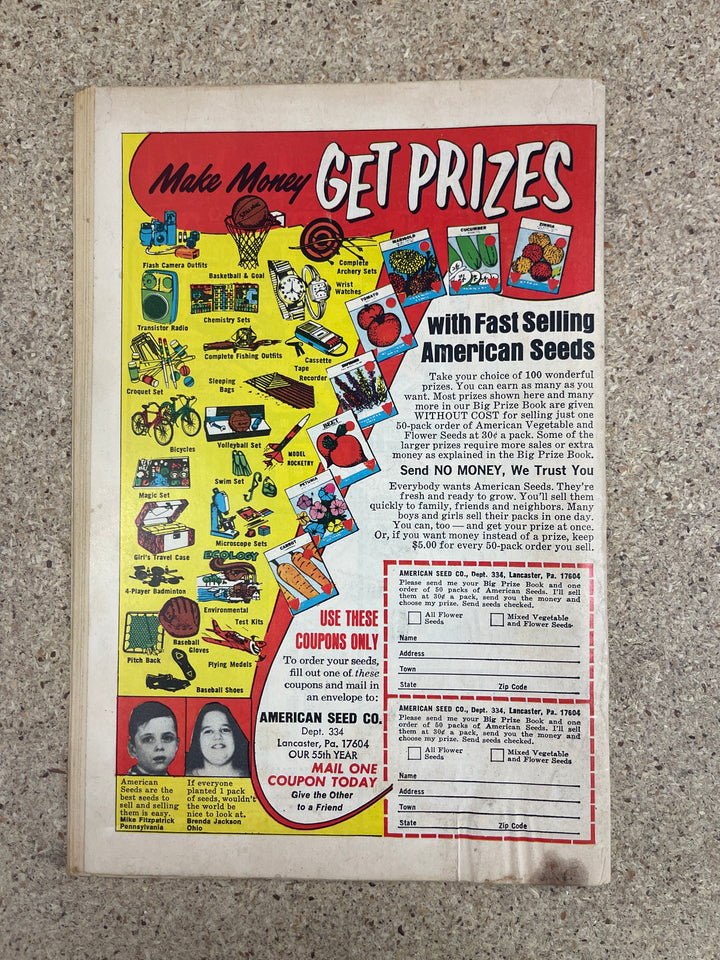 Make Money GET PRIZES
SPALDING
Flash Camera Outfits
Basketball & Goal
Complete
Archery Sets
Wrist
Watches
Transistor Radio
Chemistry Sets
Complete Fishing Outfits
Cassette
Tape
Recorder
Croquet Set
Sleeping
Bags
Bicycles
Volleyball Set
MODEL
ROCKETRY
Swim Set
Magic Set
Microscope Sets
Girl's Travel Case
ECOLOGY
4-Player Badminton
Environmental
Test Kits
Baseball
Gloves
Pitch Back
Flying Models
Baseball Shoes
MARIGOLD
CUCUMBER
ZINNIA
TOMATO
BEET
PETUNIA
CARROT
with Fast Selling
American Seeds
Take your choice of 100 wonderful
prizes. You can earn as many as you
want. Most prizes shown here and many
more in our Big Prize Book are given
WITHOUT COST for selling just one
50-pack order of American Vegetable and
Flower Seeds at 30¢ a pack. Some of the
larger prizes require more sales or extra
money as explained in the Big Prize Book.
Send NO MONEY, We Trust You
Everybody wants American Seeds. They're
fresh and ready to grow. You'll sell them
quickly to family, friends and neighbors. Many
boys and girls sell their packs in one day.
You can, too — and get your prize at once.
Or, if you want money instead of a prize, keep
$5.00 for every 50-pack order you sell.
USE THESE
COUPONS ONLY
To order your seeds,
fill out one of these
coupons and mail in
an envelope to:
AMERICAN SEED CO.
Dept. 334
Lancaster, Pa. 17604
OUR 55th YEAR
MAIL ONE
COUPON TODAY
Give the Other
to a Friend
American
Seeds are the
best seeds to
sell and selling
them is easy.
Mike Fitzpatrick
Pennsylvania
If everyone
planted 1 pack
of seeds, wouldn't
the world be
nice to look at.
Brenda Jackson
Ohio
AMERICAN SEED CO., Dept. 334, Lancaster, Pa. 17604
Please send me your Big Prize Book and one
order of 50 packs of American Seeds. I'll sell
them at 30¢ a pack, send you the money and
choose my prize. Send seeds checked.
All Flower
Seeds
Mixed Vegetable
and Flower Seeds
Name
Address
Town
State Zip Code
AMERICAN SEED CO., Dept. 334, Lancaster, Pa. 17604
Please send me your Big Prize Book and one
order of 50 packs of American Seeds. I'll sell
them at 30¢ a pack, send you the money and
choose my prize. Send seeds checked.
All Flower
Seeds
Mixed Vegetable
and Flower Seeds
Name
Address
Town
State Zip Code